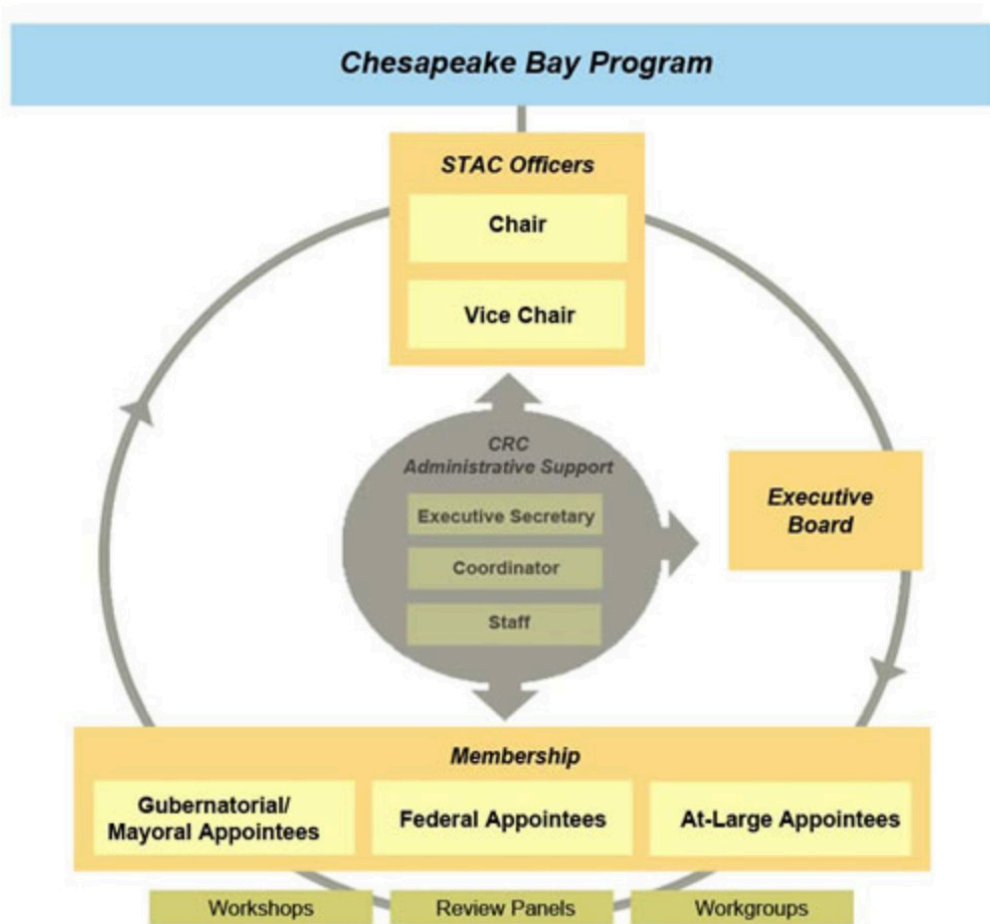 Chesapeake Bay Program
STAC Officers
Chair
Vice Chair
CRC
Administrative Support
Executive Secretary
Coordinator
Staff
Executive
Board
Membership
Gubernatorial/
Mayoral Appointees
Federal Appointees
At-Large Appointees
Workshops
Review Panels
Workgroups